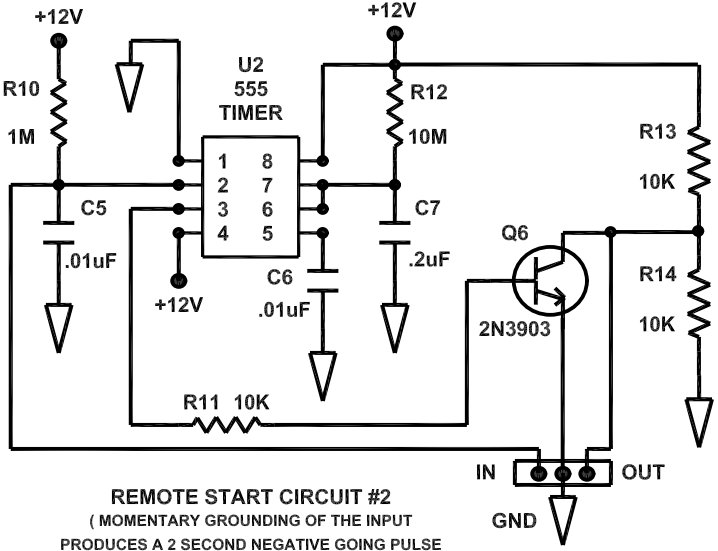 +12V
+12V
R10
1M
U2
555
TIMER
R12
10M
R13
10K
1 8
2 7
3 6
4 5
C5
.01uF
C7
.2uF
C6
.01uF
+12V
Q6
2N3903
R14
10K
R11 10K
IN
OUT
GND
REMOTE START CIRCUIT #2
( MOMENTARY GROUNDING OF THE INPUT
PRODUCES A 2 SECOND NEGATIVE GOING PULSE